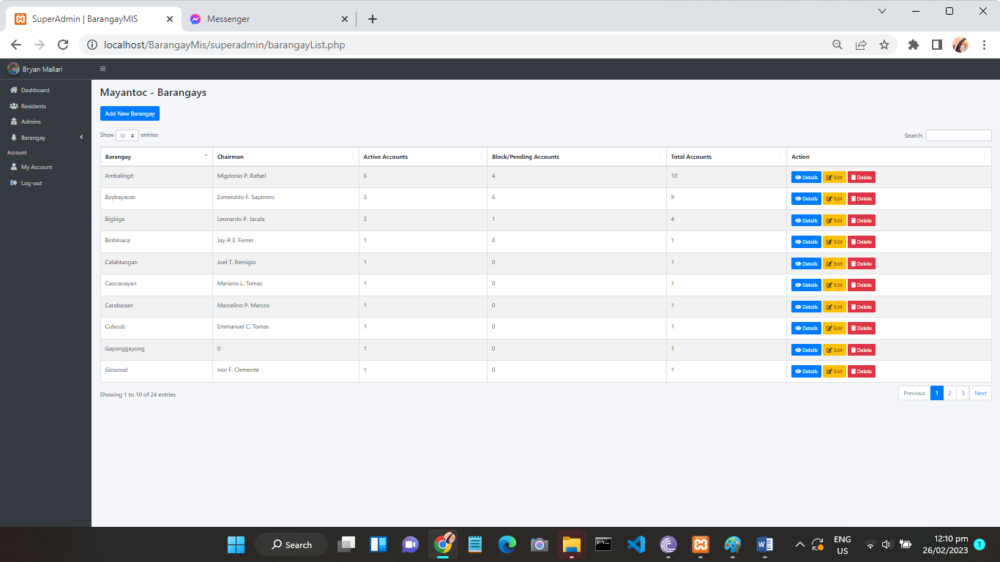 SuperAdmin | BarangayMIS
Messenger
localhost/BarangayMis/superadmin/barangayList.php
Bryan Mallari
Dashboard
Residents
Admins
Barangay
Account
My Account
Log-out
Mayantoc - Barangays
Add New Barangay
Show 10 entries
Search:
Barangay Chairman Active Accounts Block/Pending Accounts Total Accounts Action
Ambalingit Migdonio P. Rafael 6 4 10 Details Edit Delete
Baybayaoas Esmeraldo F. Sapinoro 3 6 9 Details Edit Delete
Bigbiga Leonardo P. Jacala 3 1 4 Details Edit Delete
Binbinaca Jay-R E. Ferrer 1 0 1 Details Edit Delete
Calabtangan Joel T. Remigio 1 0 1 Details Edit Delete
Caocaoayan Mariano L. Tomas 1 0 1 Details Edit Delete
Carabaoan Marcelino P. Marcos 1 0 1 Details Edit Delete
Cubcub Emmanuel C. Tomas 1 0 1 Details Edit Delete
Gayonggayong 0 1 0 1 Details Edit Delete
Gossood Ivor F. Clemente 1 0 1 Details Edit Delete
Showing 1 to 10 of 24 entries
Previous 1 2 3 Next
Search
ENG
US
12:10 pm
26/02/2023
1